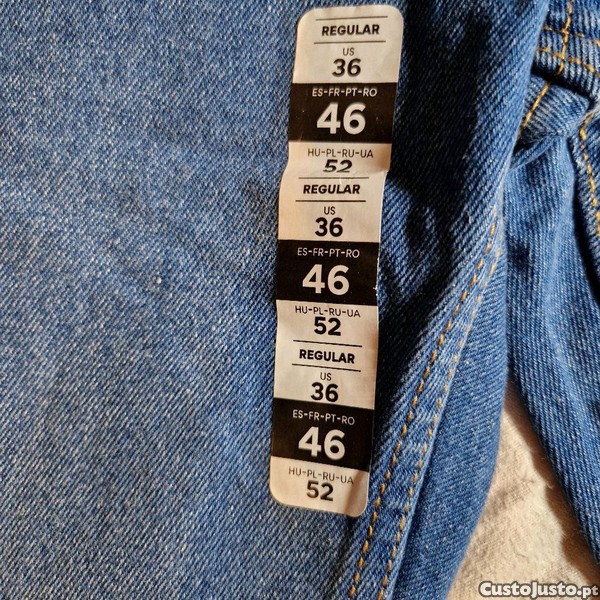 REGULAR
US
36
ES-FR-PT-RO
46
HU-PL-RU-UA
52
REGULAR
US
36
ES-FR-PT-RO
46
HU-PL-RU-UA
52
REGULAR
US
36
ES-FR-PT-RO
46
HU-PL-RU-UA
52
CustoJusto.pt